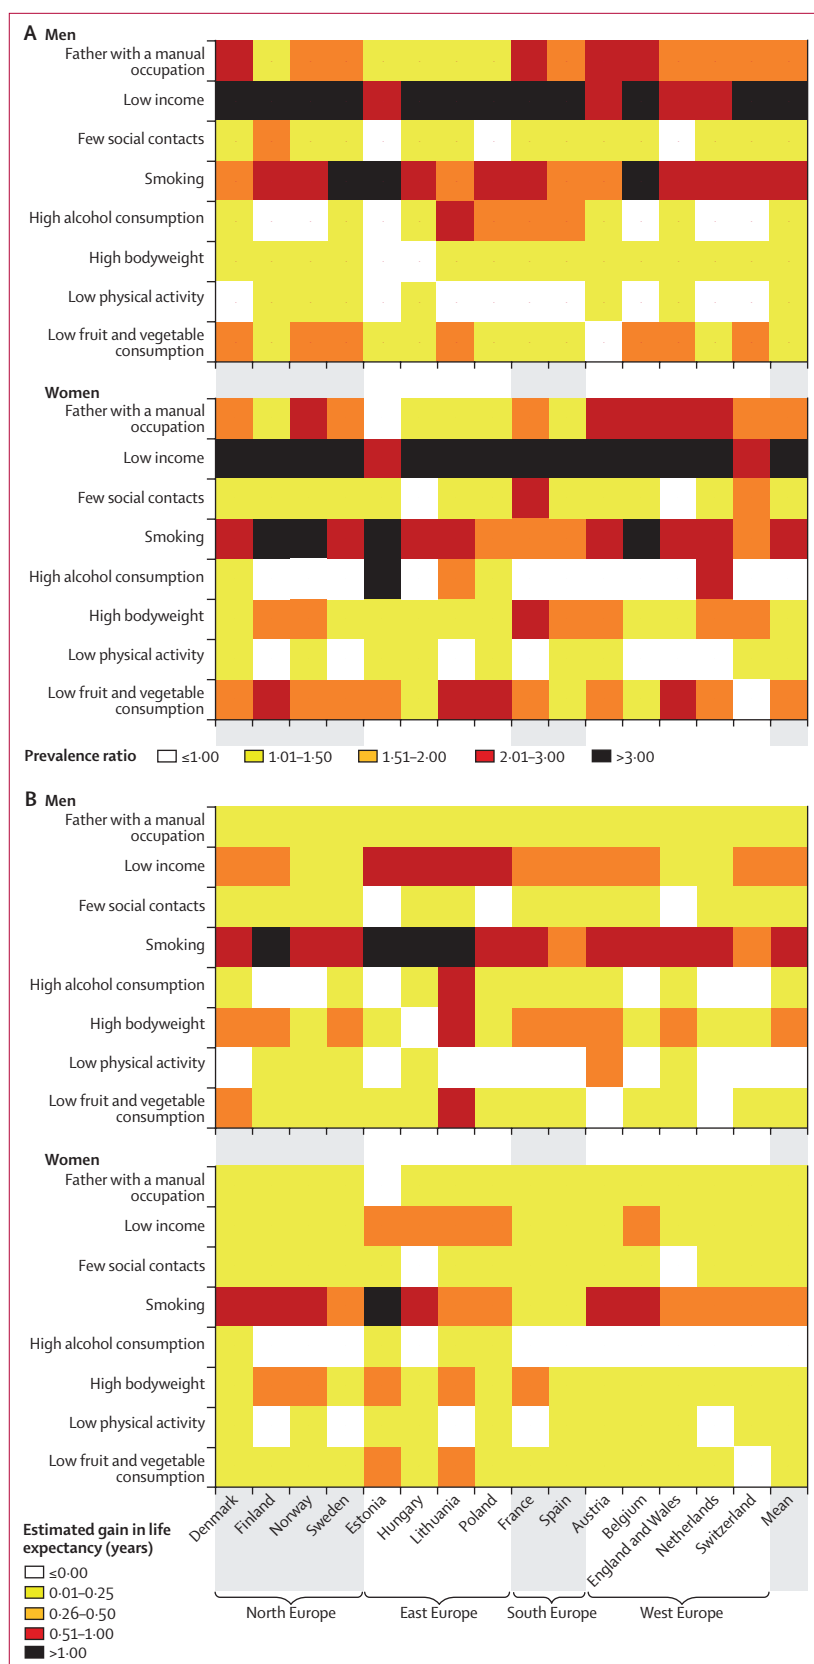 A Men
Father with a manual
occupation
Low income
Few social contacts
Smoking
High alcohol consumption
High bodyweight
Low physical activity
Low fruit and vegetable
consumption
Women
Father with a manual
occupation
Low income
Few social contacts
Smoking
High alcohol consumption
High bodyweight
Low physical activity
Low fruit and vegetable
consumption
Prevalence ratio ≤1·00 1·01–1·50 1·51–2·00 2·01–3·00 >3·00
B Men
Father with a manual
occupation
Low income
Few social contacts
Smoking
High alcohol consumption
High bodyweight
Low physical activity
Low fruit and vegetable
consumption
Women
Father with a manual
occupation
Low income
Few social contacts
Smoking
High alcohol consumption
High bodyweight
Low physical activity
Low fruit and vegetable
consumption
Denmark
Finland
Norway
Sweden
Estonia
Hungary
Lithuania
Poland
France
Spain
Austria
Belgium
England and Wales
Netherlands
Switzerland
Mean
Estimated gain in life
expectancy (years)
≤0·00
0·01–0·25
0·26–0·50
0·51–1·00
>1·00
North Europe East Europe South Europe West Europe